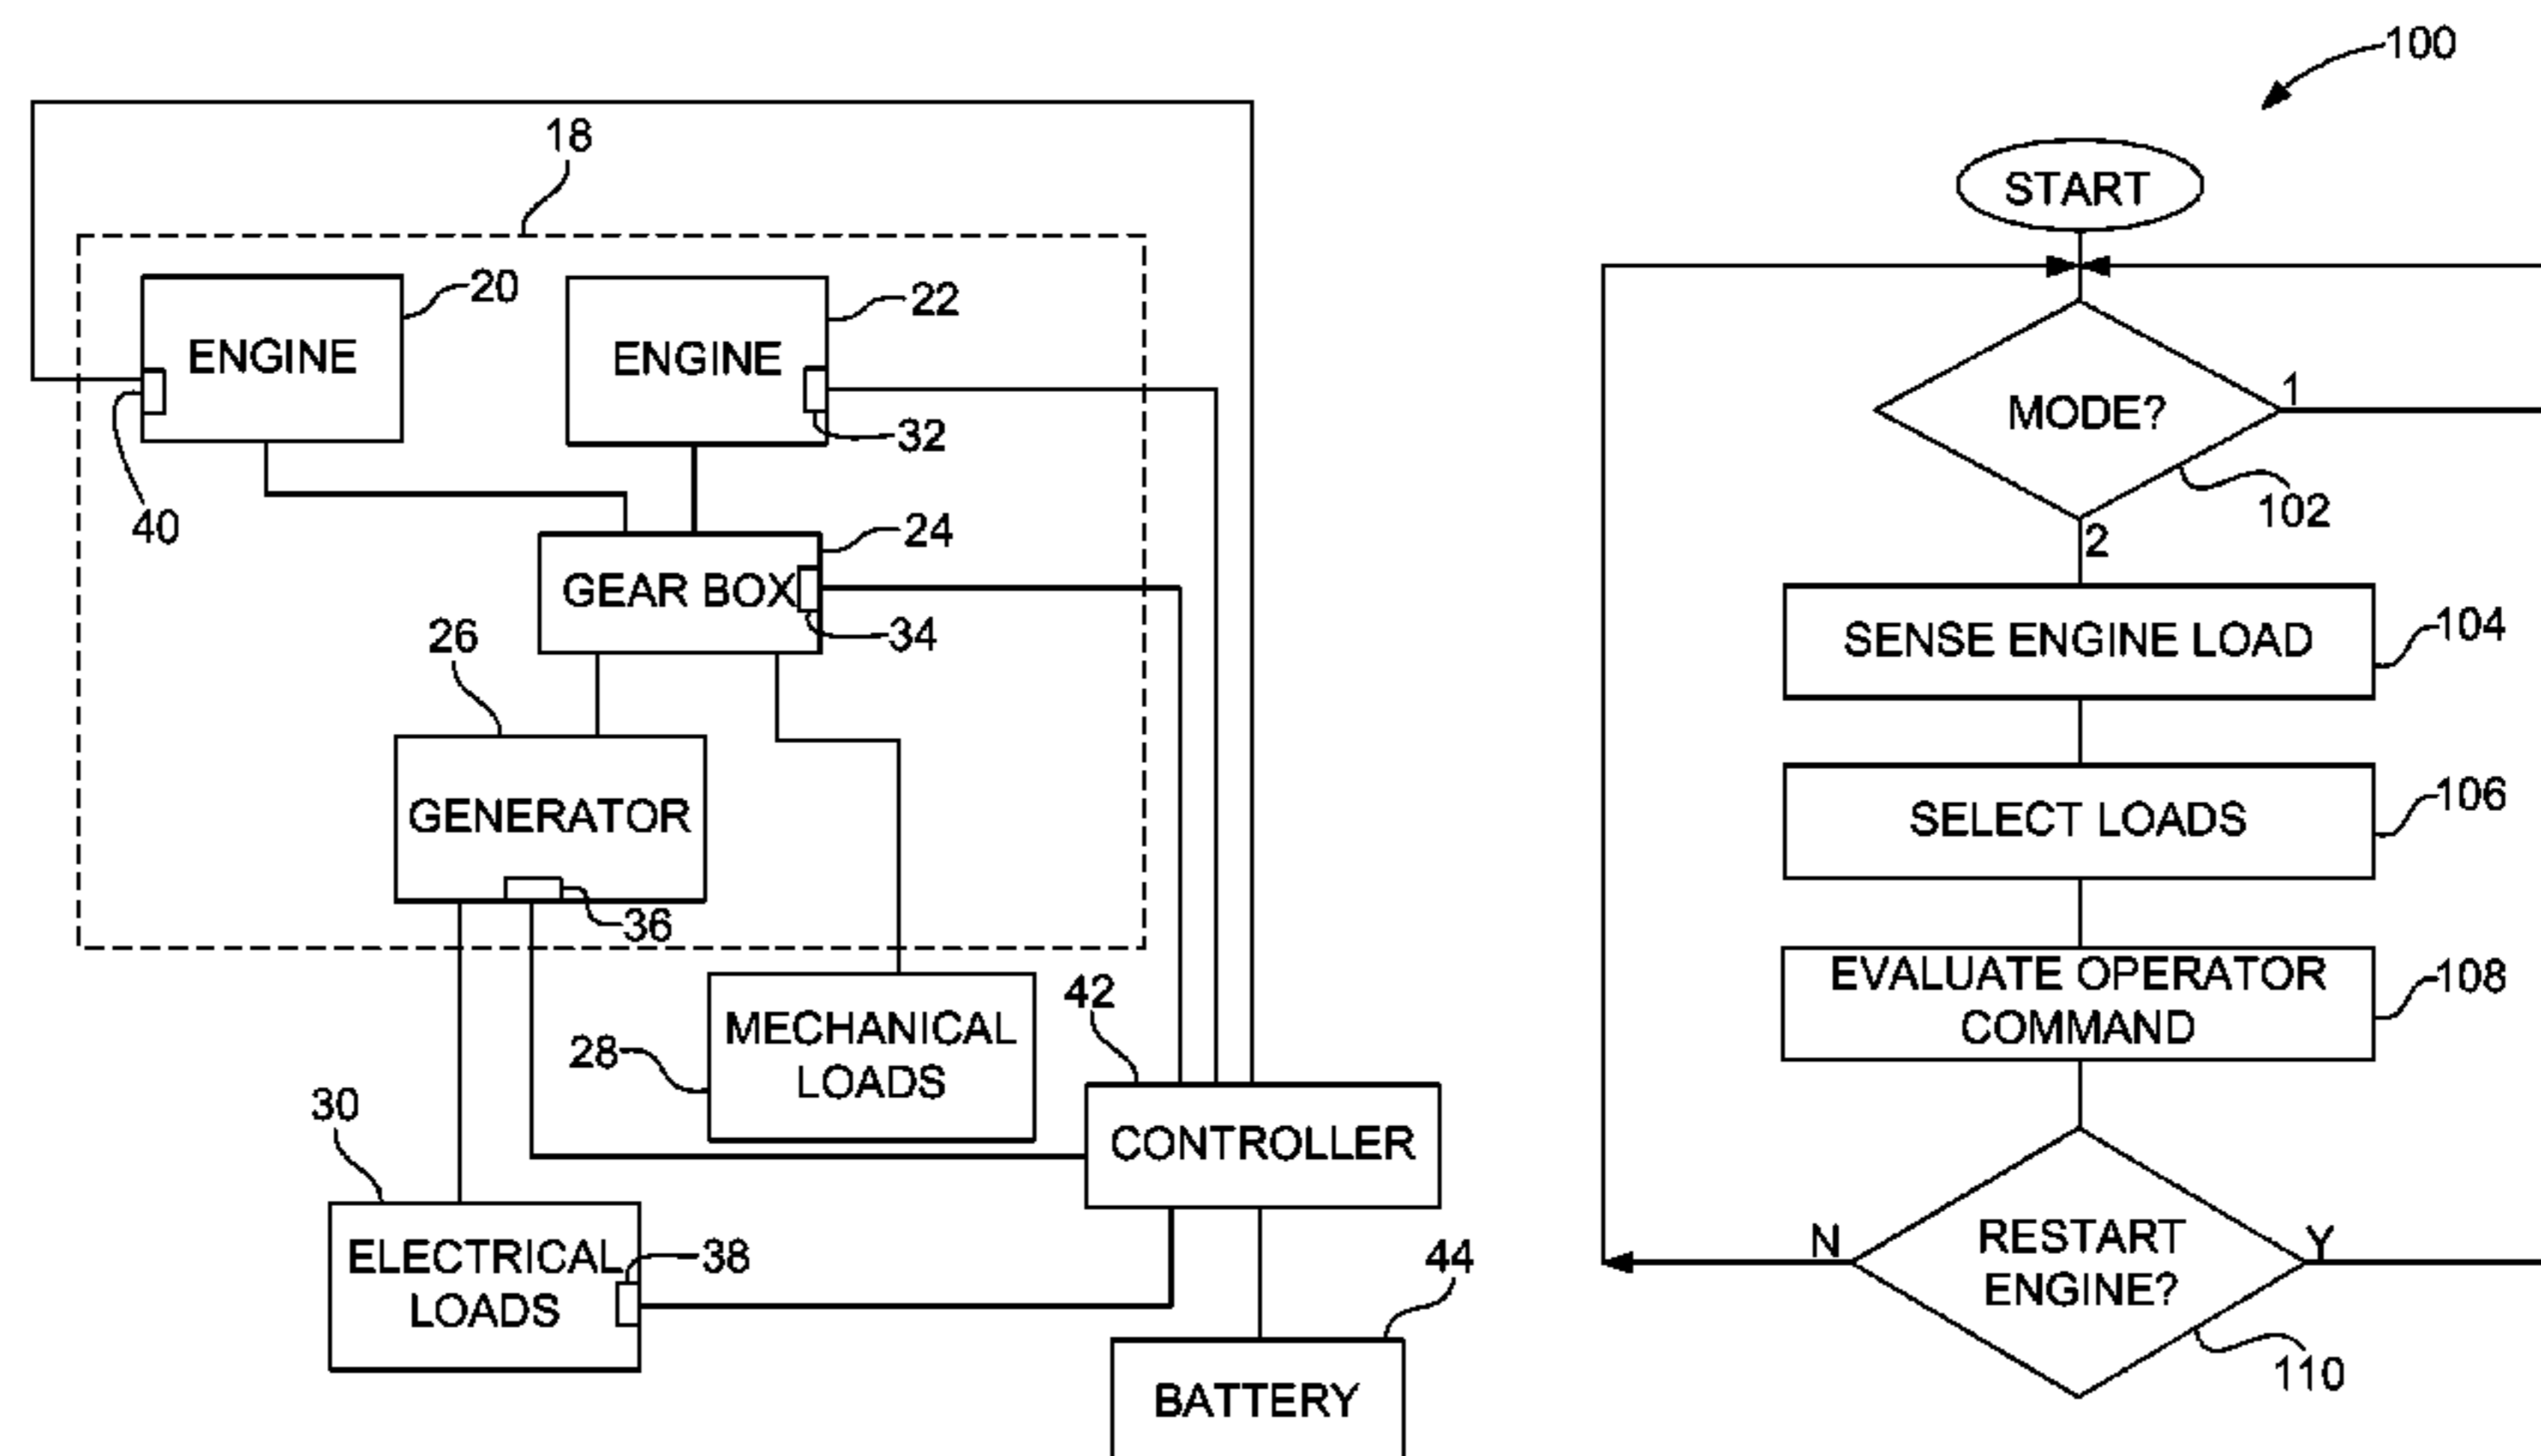 18
ENGINE
20
ENGINE
22
40
32
GEAR BOX
24
34
26
GENERATOR
36
MECHANICAL
LOADS
28
42
CONTROLLER
30
ELECTRICAL
LOADS
38
44
BATTERY
100
START
MODE?
1
102
2
SENSE ENGINE LOAD
104
SELECT LOADS
106
EVALUATE OPERATOR
COMMAND
108
N
RESTART
ENGINE?
Y
110